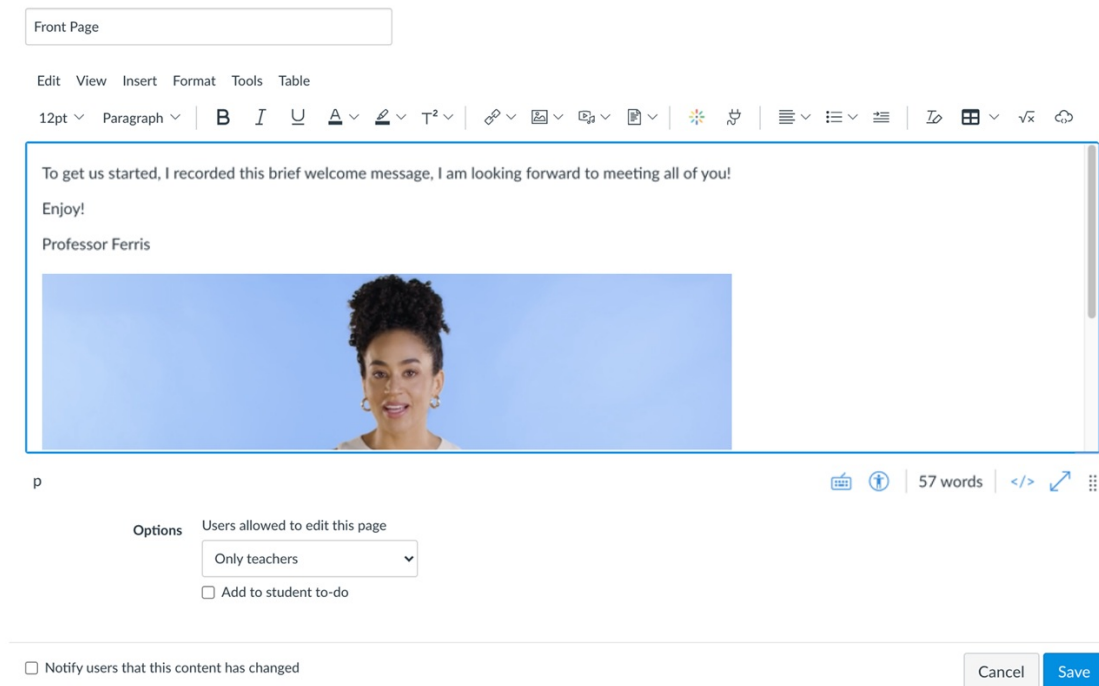 Front Page
Edit View Insert Format Tools Table
12pt Paragraph B I U A T²
To get us started, I recorded this brief welcome message, I am looking forward to meeting all of you!
Enjoy!
Professor Ferris
p 57 words </>
Options Users allowed to edit this page
Only teachers
Add to student to-do
Notify users that this content has changed
Cancel Save